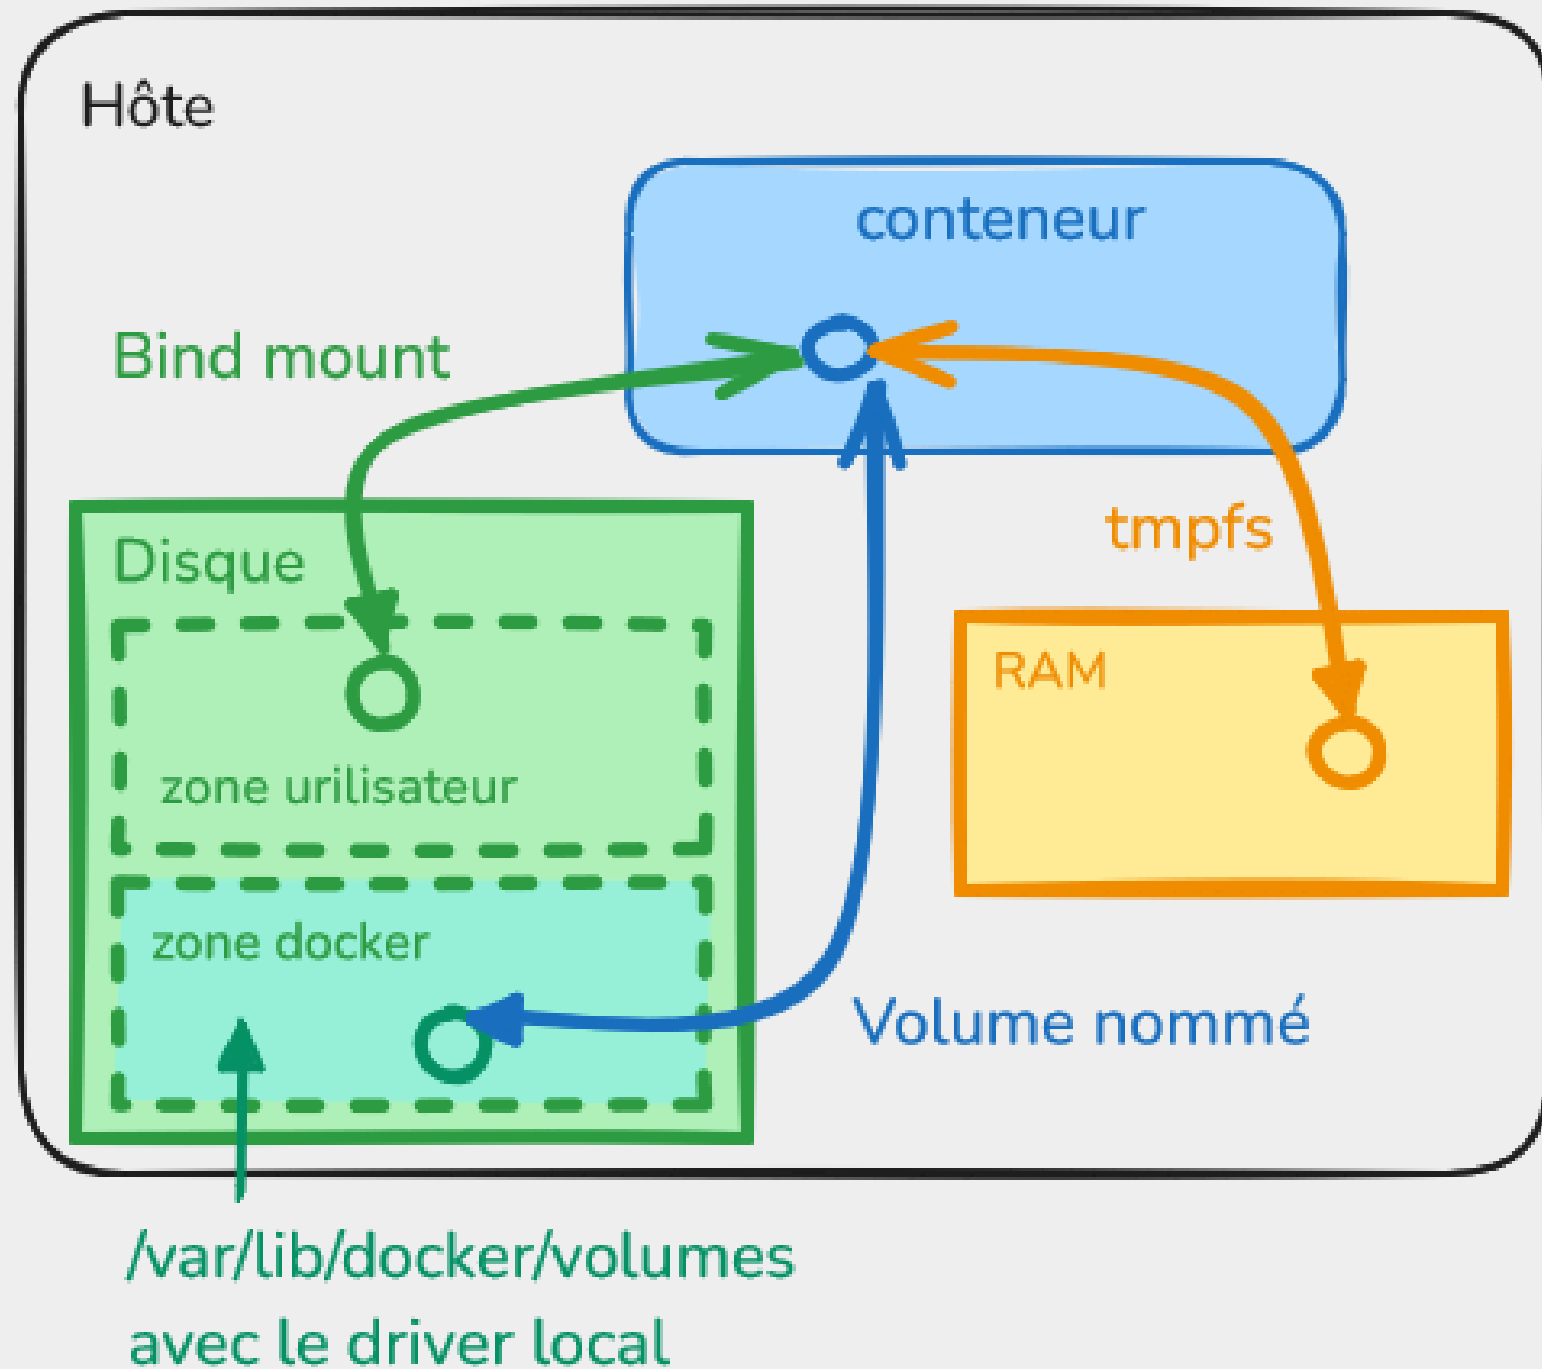 Hôte
conteneur
Bind mount
Disque
tmpfs
RAM
zone urilisateur
zone docker
Volume nommé
/var/lib/docker/volumes
avec le driver local